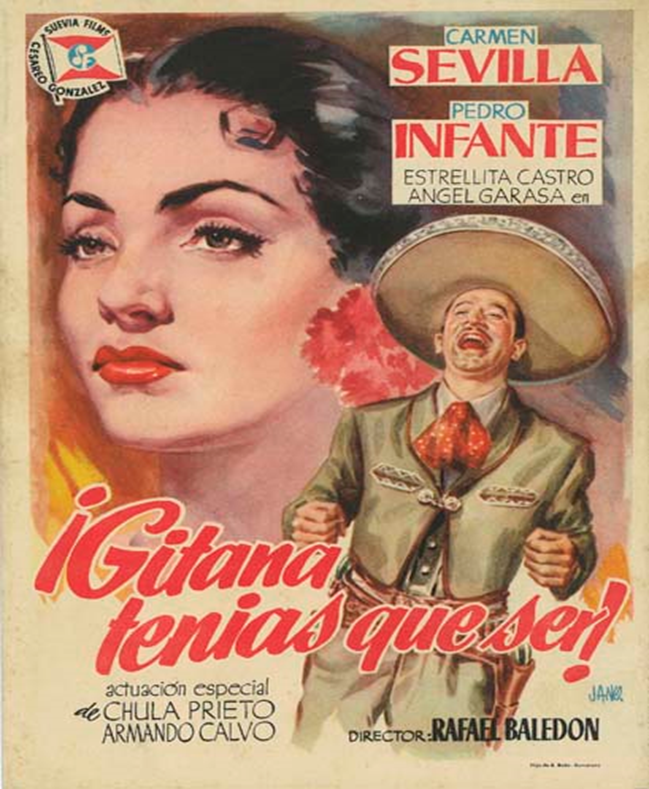 SUEVIA FILMS
CESAREO GONZALEZ
CARMEN
SEVILLA
PEDRO
INFANTE
ESTRELLITA CASTRO
ANGEL GARASA en
¡Gitana
tenias que ser!
actuación especial
de CHULA PRIETO
ARMANDO CALVO
JANO
DIRECTOR: RAFAEL BALEDON